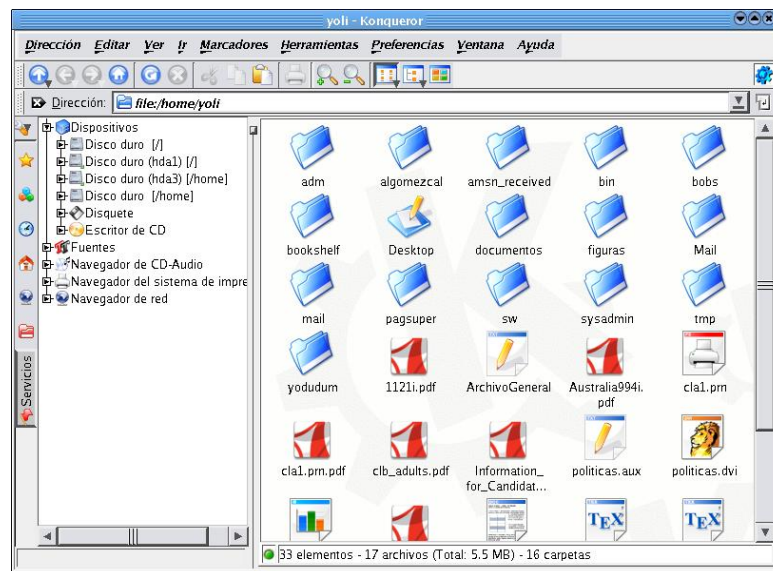 yoli - Konqueror
Dirección Editar Ver Ir Marcadores Herramientas Preferencias Ventana Ayuda
Dirección: file:/home/yoli
Servicios
Dispositivos
Disco duro [/]
Disco duro (hda1) [/]
Disco duro (hda3) [/home]
Disco duro [/home]
Disquete
Escritor de CD
Fuentes
Navegador de CD-Audio
Navegador del sistema de impre
Navegador de red
adm algomezcal amsn_received bin bobs
bookshelf Desktop documentos figuras Mail
mail pagsuper sw sysadmin tmp
yodudum 1121i.pdf ArchivoGeneral Australia994i.pdf cla1.prn
cla1.prn.pdf clb_adults.pdf Information_for_Candidat... politicas.aux politicas.dvi
TEX TEX
33 elementos - 17 archivos (Total: 5.5 MB) - 16 carpetas